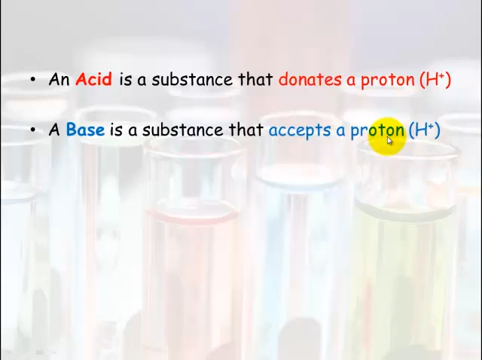 • An Acid is a substance that donates a proton (H⁺)
• A Base is a substance that accepts a proton (H⁺)